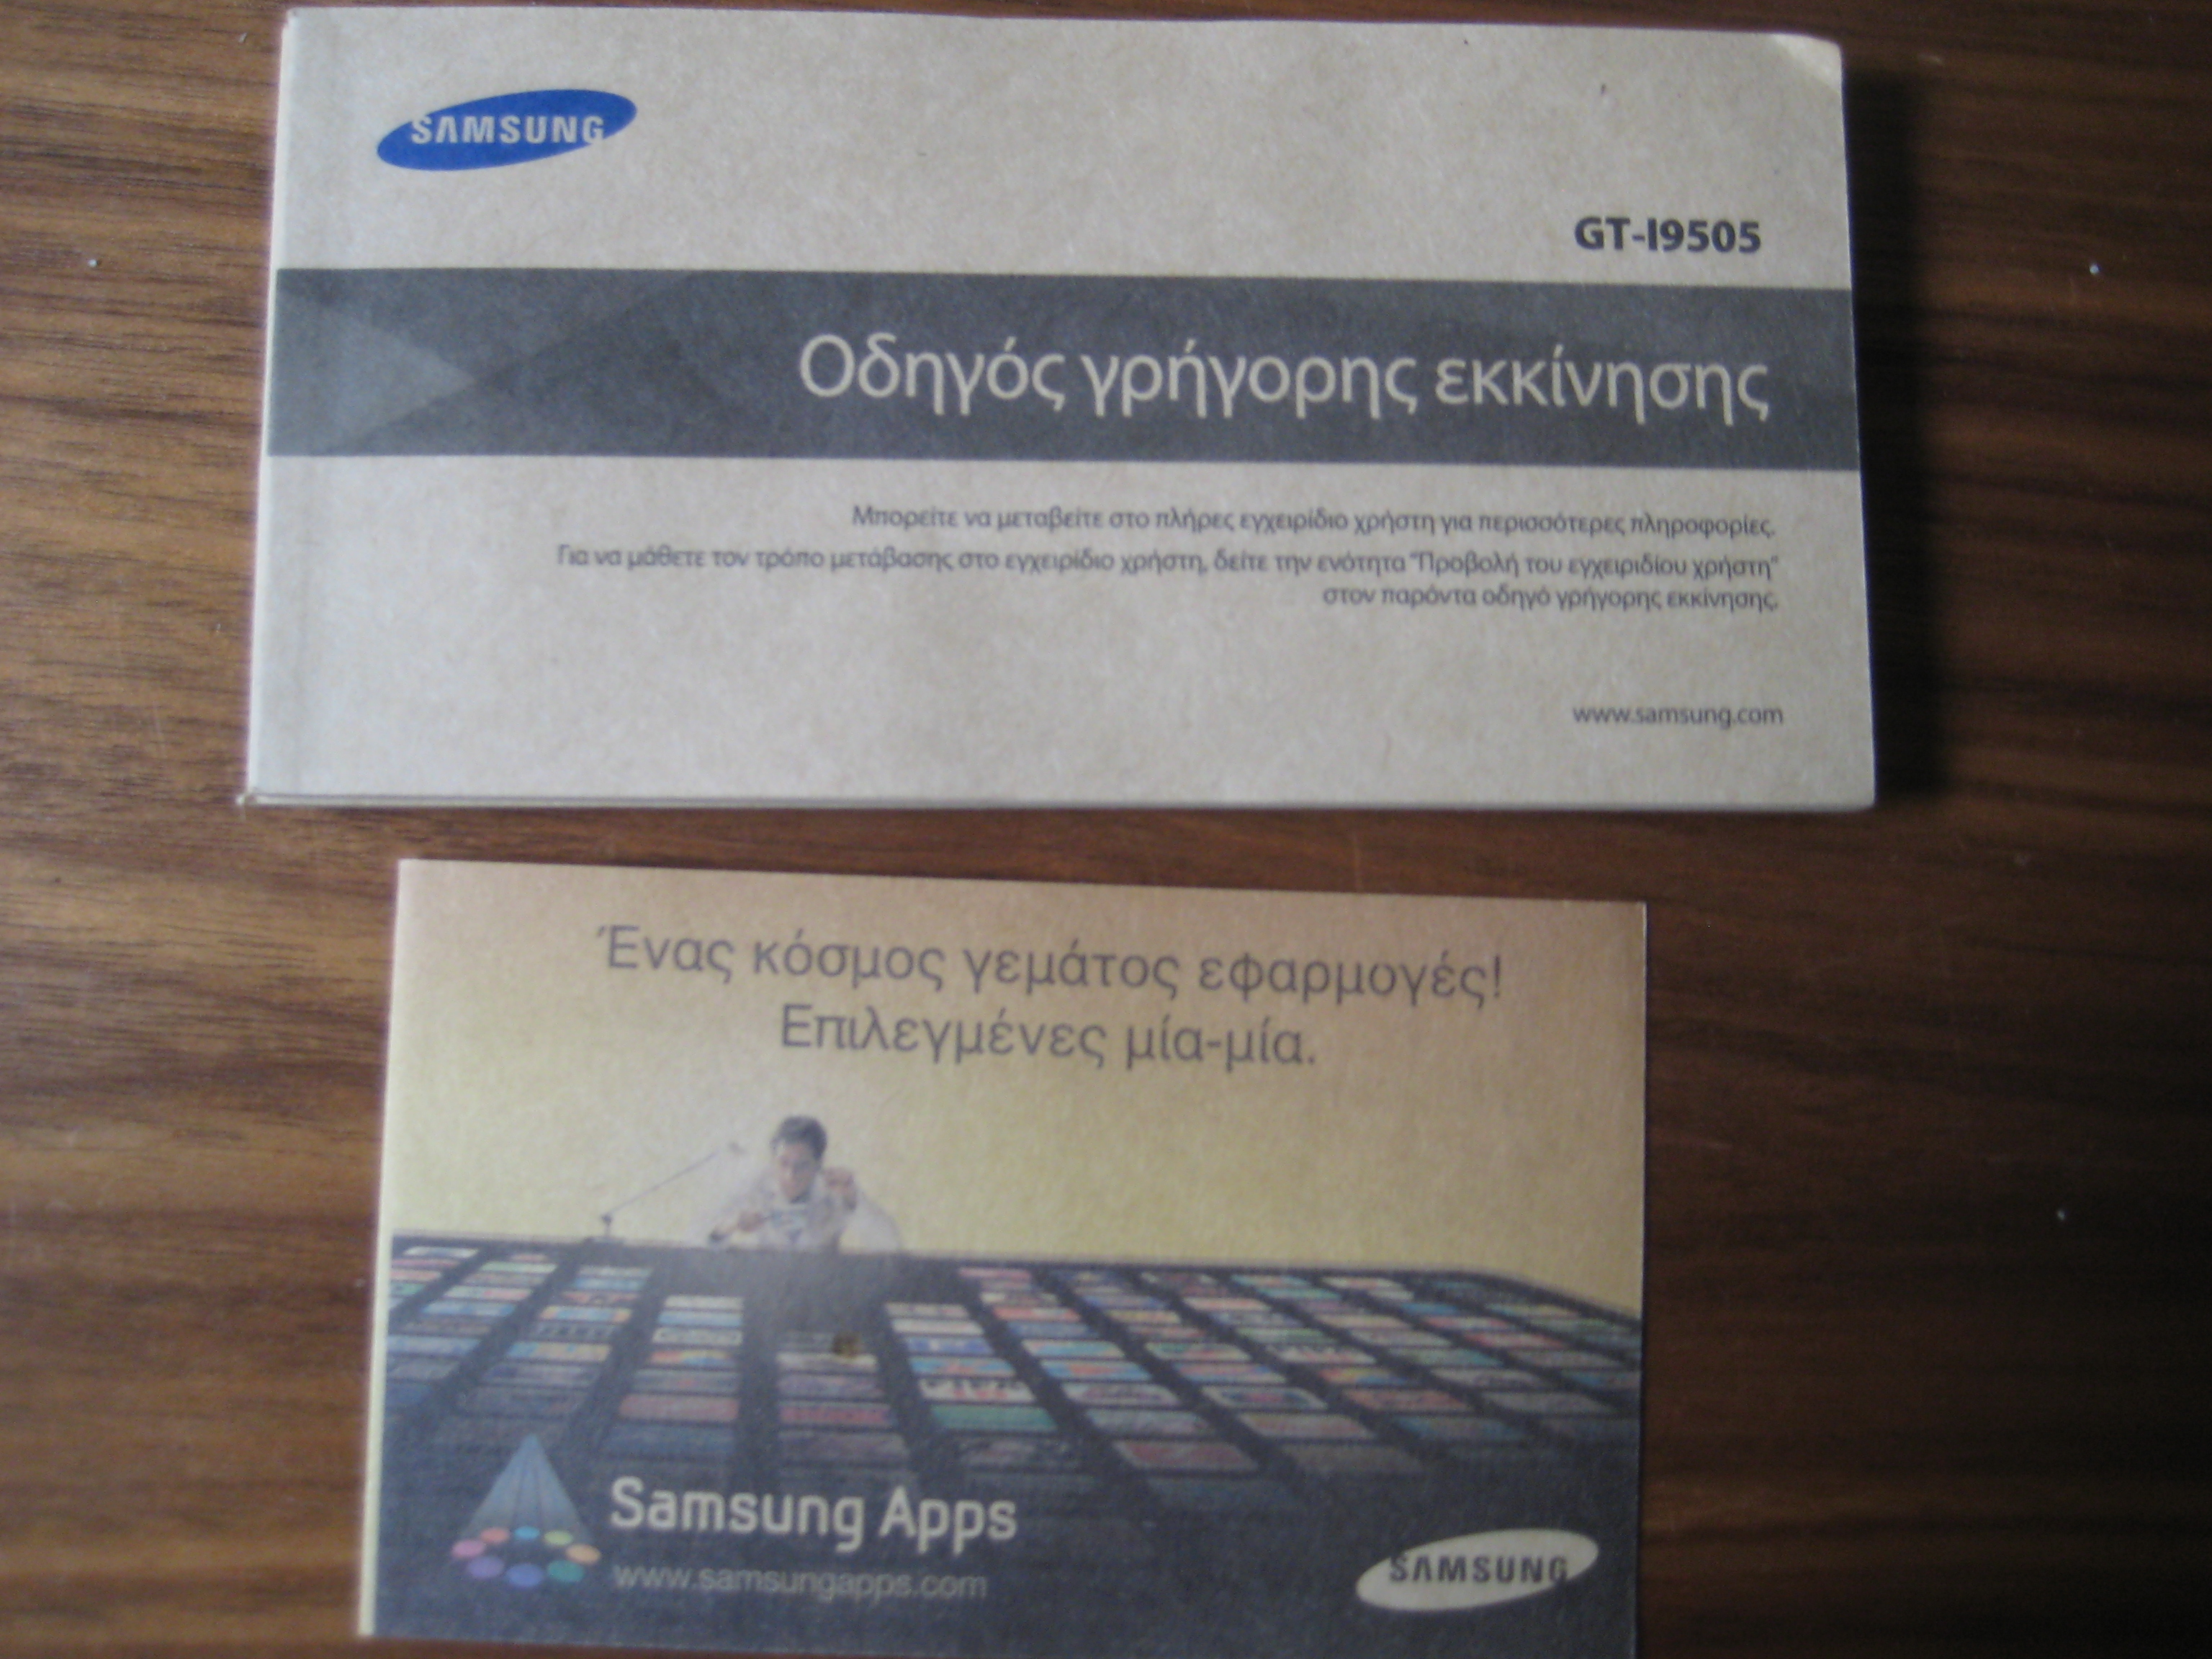 SAMSUNG
GT-I9505
Οδηγός γρήγορης εκκίνησης
Μπορείτε να μεταβείτε στο πλήρες εγχειρίδιο χρήστη για περισσότερες πληροφορίες.
Για να μάθετε τον τρόπο μετάβασης στο εγχειρίδιο χρήστη, δείτε την ενότητα "Προβολή του εγχειριδίου χρήστη"
στον παρόντα οδηγό γρήγορης εκκίνησης.
www.samsung.com
Ένας κόσμος γεμάτος εφαρμογές!
Επιλεγμένες μία-μία.
Samsung Apps
www.samsungapps.com
SAMSUNG